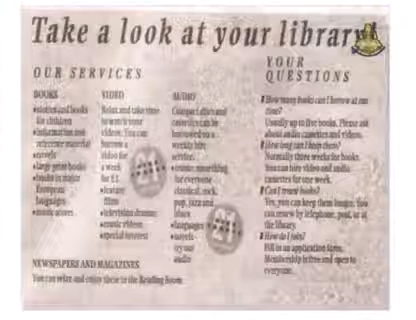 Take a look at your library!
OUR SERVICES
BOOKS
•stories and books
for children
•information and
reference material
•novels
•large print books
•books in major
European
languages
•music scores
VIDEO
Relax and take time
to watch your
videos. You can
borrow a
video for
a week
for £1.
•feature
films
•television dramas
•music videos
•special interest
AUDIO
Compact discs and
cassettes can be
borrowed on a
weekly hire
service.
•music something
for everyone
classical, rock,
pop, jazz and
blues
•languages
•novels
try our
audio
NEWSPAPERS AND MAGAZINES
You can relax and enjoy these in the Reading Room.
YOUR
QUESTIONS
How many books can I borrow at one
time?
Usually up to five books. Please ask
about audio cassettes and videos.
How long can I keep them?
Normally three weeks for books.
You can hire video and audio
cassettes for one week.
Can I renew books?
Yes, you can keep them longer. You
can renew by telephone, post, or at
the library.
How do I join?
Fill in an application form.
Membership is free and open to
everyone.